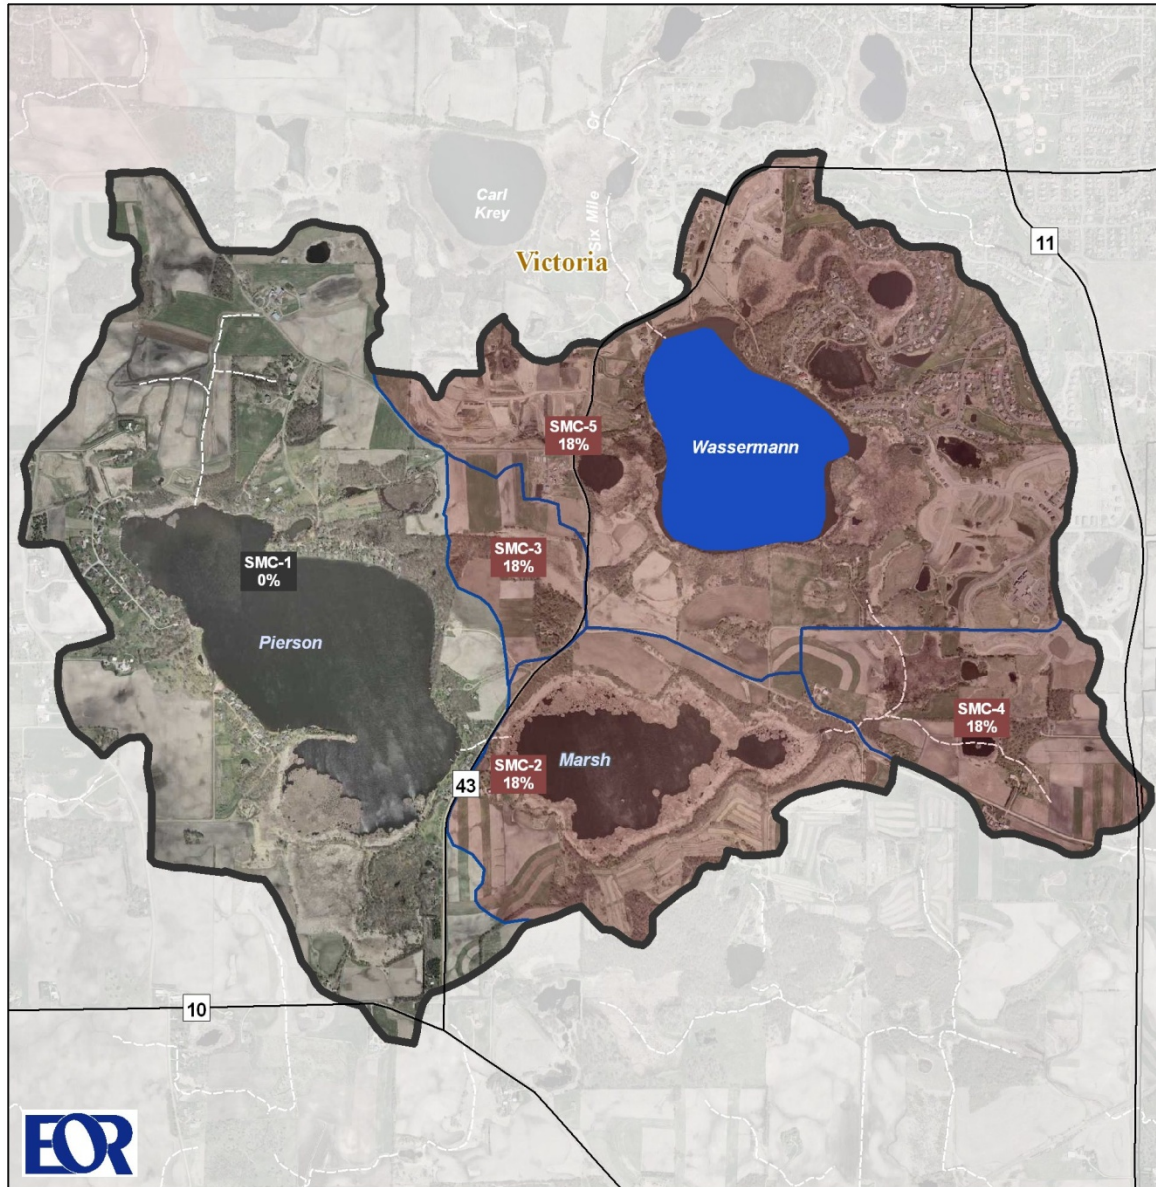 Carl
Krey
Six Mile Cr
Victoria
11
SMC-5
18%
Wassermann
SMC-3
18%
SMC-1
0%
Pierson
SMC-4
18%
Marsh
SMC-2
18%
43
10
EOR